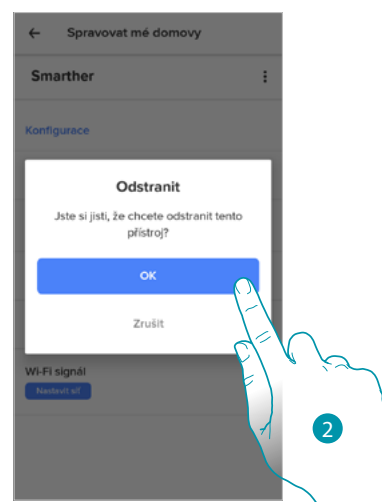 Spravovat mé domovy
Smarther
Konfigurace
Odstranit
Jste si jisti, že chcete odstranit tento
přístroj?
OK
Zrušit
Wi-Fi signál
Nastavit síť
2